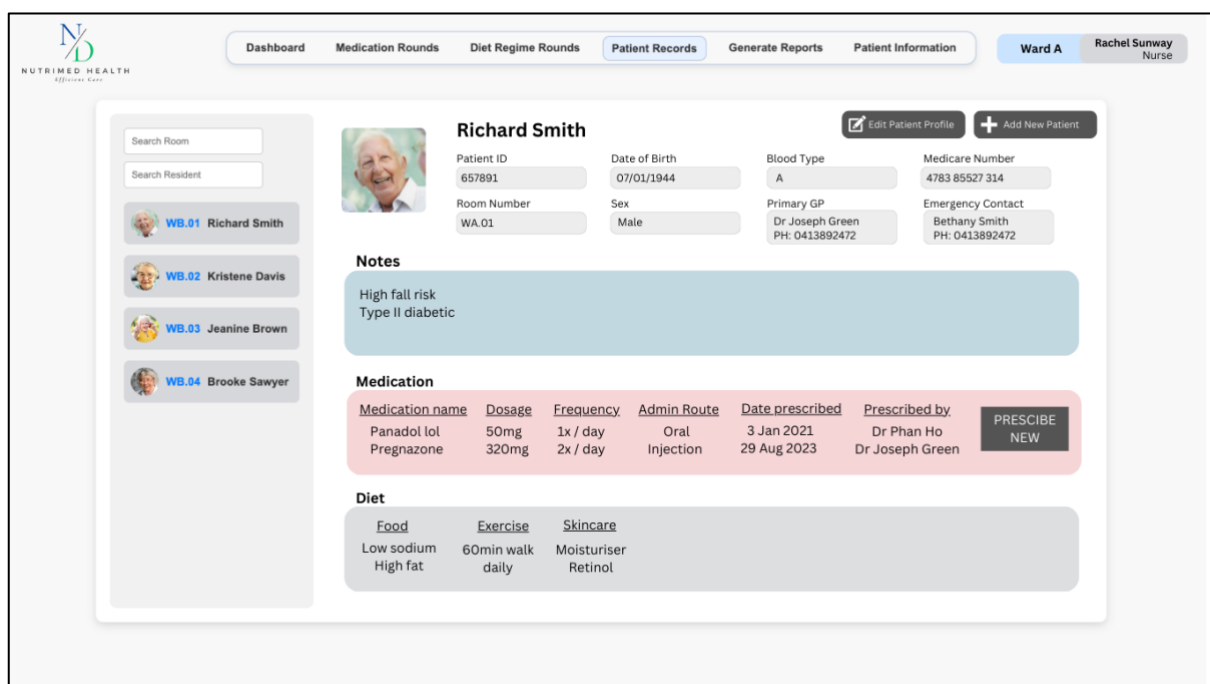 ND
NUTRIMED HEALTH
Efficient Care
Dashboard
Medication Rounds
Diet Regime Rounds
Patient Records
Generate Reports
Patient Information
Ward A
Rachel Sunway
Nurse
Search Room
Search Resident
WB.01 Richard Smith
WB.02 Kristene Davis
WB.03 Jeanine Brown
WB.04 Brooke Sawyer
Richard Smith
Edit Patient Profile
Add New Patient
Patient ID
657891
Date of Birth
07/01/1944
Blood Type
A
Medicare Number
4783 85527 314
Room Number
WA.01
Sex
Male
Primary GP
Dr Joseph Green
PH: 0413892472
Emergency Contact
Bethany Smith
PH: 0413892472
Notes
High fall risk
Type II diabetic
Medication
Medication name Dosage Frequency Admin Route Date prescribed Prescribed by
Panadol lol 50mg 1x / day Oral 3 Jan 2021 Dr Phan Ho
Pregnazone 320mg 2x / day Injection 29 Aug 2023 Dr Joseph Green
PRESCIBE
NEW
Diet
Food Exercise Skincare
Low sodium 60min walk Moisturiser
High fat daily Retinol